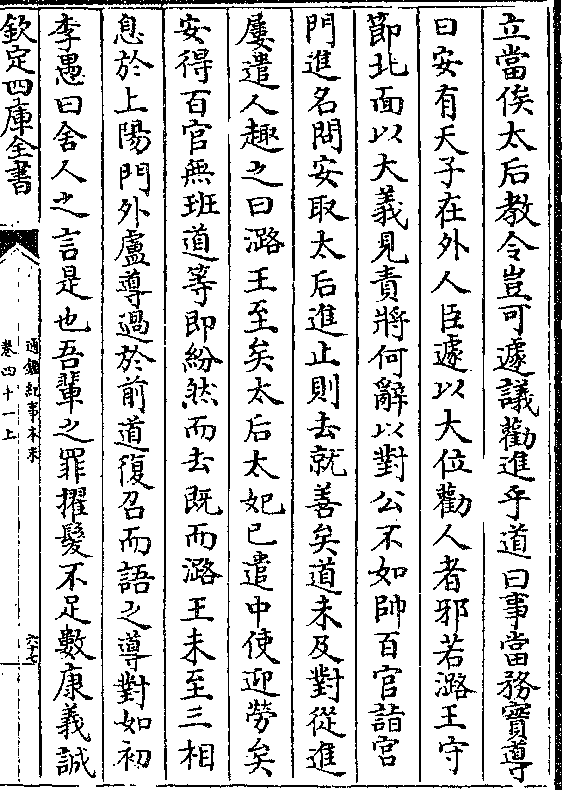 立當俟太后教令豈可遽議勸進乎道曰事當務實導
曰安有天子在外人臣遽以大位勸人者邪若潞王守
節北面以大義見責將何辭以對公不如帥百官詣宮
門進名問安取太后進止則去就善矣道未及對從進
屢遣人趣之曰潞王至矣太后太妃已遣中使迎勞矣
安得百官無班道等即紛然而去既而潞王未至三相
息於上陽門外盧導過於前道復召而語之導對如初
李愚曰舍人之言是也吾輩之罪擢髮不足數康義誠
欽定四庫全書
通鑑紀事本末
卷四十一上
六十七